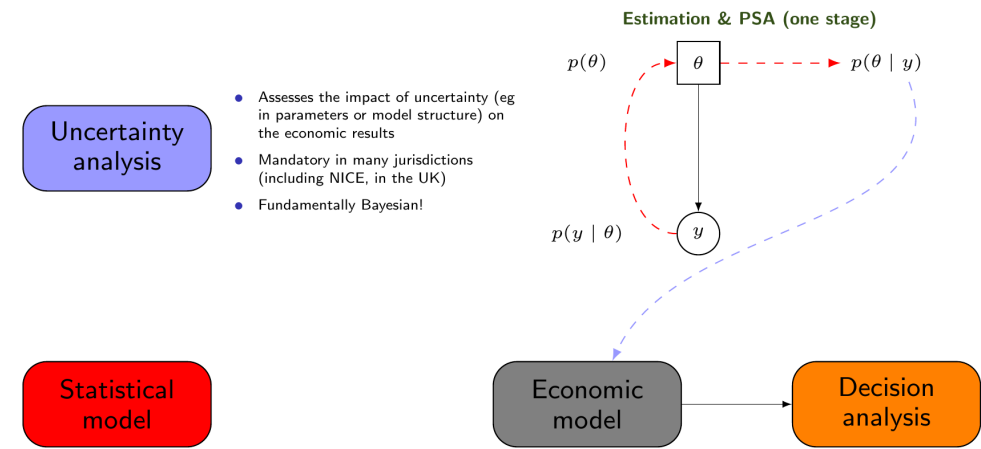 Estimation & PSA (one stage)
p(θ)
θ
p(θ | y)
Uncertainty
analysis
• Assesses the impact of uncertainty (eg
in parameters or model structure) on
the economic results
• Mandatory in many jurisdictions
(including NICE, in the UK)
• Fundamentally Bayesian!
p(y | θ)
y
Statistical
model
Economic
model
Decision
analysis